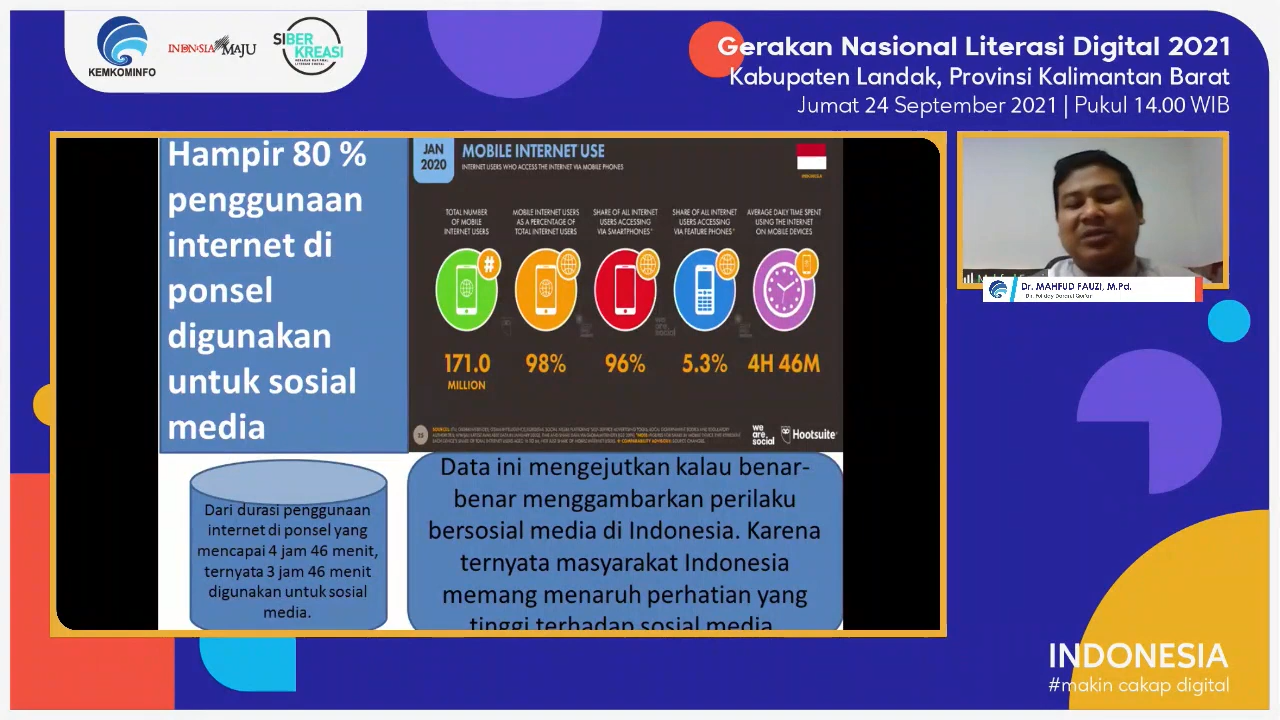 KEMKOMINFO
INDONESIA MAJU
SIBER KREASI
Gerakan Nasional Literasi Digital 2021
Kabupaten Landak, Provinsi Kalimantan Barat
Jumat 24 September 2021 | Pukul 14.00 WIB
Hampir 80 %
penggunaan
internet di
ponsel
digunakan
untuk sosial
media
JAN
2020
MOBILE INTERNET USE
INTERNET USERS WHO ACCESS THE INTERNET VIA MOBILE PHONES
INDONESIA
TOTAL NUMBER
OF MOBILE
INTERNET USERS
MOBILE INTERNET USERS
AS A PERCENTAGE OF
TOTAL INTERNET USERS
SHARE OF ALL INTERNET
USERS ACCESSING
VIA SMARTPHONES*
SHARE OF ALL INTERNET
USERS ACCESSING
VIA FEATURE PHONES*
AVERAGE DAILY TIME SPENT
USING THE INTERNET
ON MOBILE DEVICES
#
171.0
MILLION
98%
96%
5.3%
4H 46M
we
are.
social
Hootsuite
Dari durasi penggunaan
internet di ponsel yang
mencapai 4 jam 46 menit,
ternyata 3 jam 46 menit
digunakan untuk sosial
media.
Data ini mengejutkan kalau benar-
benar menggambarkan perilaku
bersosial media di Indonesia. Karena
ternyata masyarakat Indonesia
memang menaruh perhatian yang
tinggi terhadap sosial media
Dr. MAHFUD FAUZI, M.Pd.
INDONESIA
#makin cakap digital